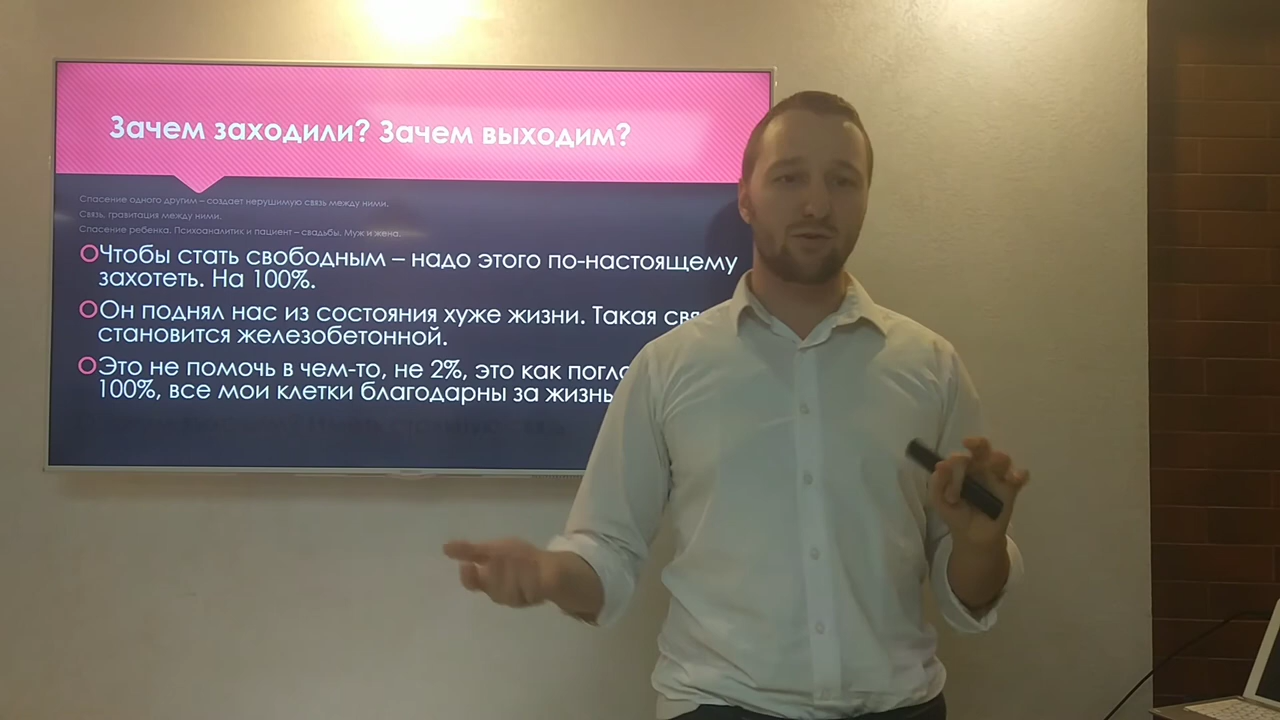 Зачем заходили? Зачем выходим?
Спасение одного другим – создает нерушимую связь между ними.
Связь, гравитация между ними.
Спасение ребенка. Психоаналитик и пациент – свадьбы. Муж и жена.
Чтобы стать свободным – надо этого по-настоящему
захотеть. На 100%.
Он поднял нас из состояния хуже жизни. Такая
становится железобетонной.
Это не помочь в чем-то, не 2%, это как
100%, все мои клетки благодарны за жизнь